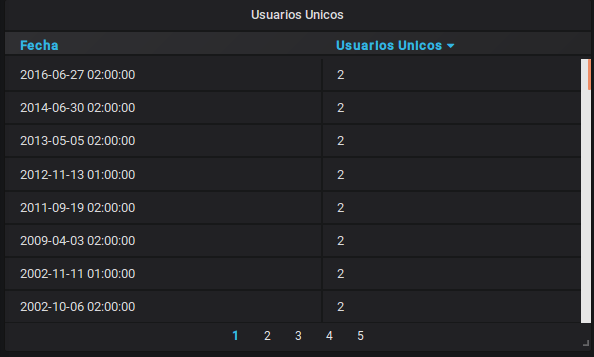 Usuarios Unicos
Fecha Usuarios Unicos
2016-06-27 02:00:00 2
2014-06-30 02:00:00 2
2013-05-05 02:00:00 2
2012-11-13 01:00:00 2
2011-09-19 02:00:00 2
2009-04-03 02:00:00 2
2002-11-11 01:00:00 2
2002-10-06 02:00:00 2
1 2 3 4 5